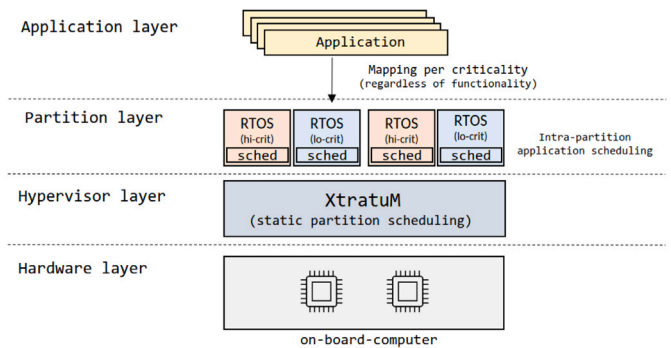 Application layer
Application
Mapping per criticality
(regardless of functionality)
Partition layer
RTOS
(hi-crit)
sched
RTOS
(lo-crit)
sched
RTOS
(hi-crit)
sched
RTOS
(lo-crit)
sched
Intra-partition
application scheduling
Hypervisor layer
XtratuM
(static partition scheduling)
Hardware layer
on-board-computer